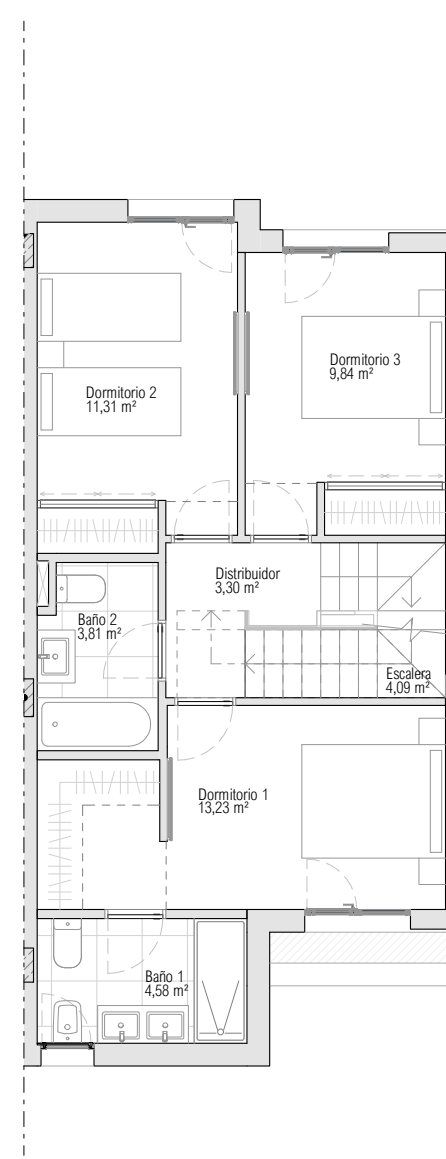 Dormitorio 3
9,84 m²
Dormitorio 2
11,31 m²
Distribuidor
3,30 m²
Baño 2
3,81 m²
Escalera
4,09 m²
Dormitorio 1
13,23 m²
Baño 1
4,58 m²